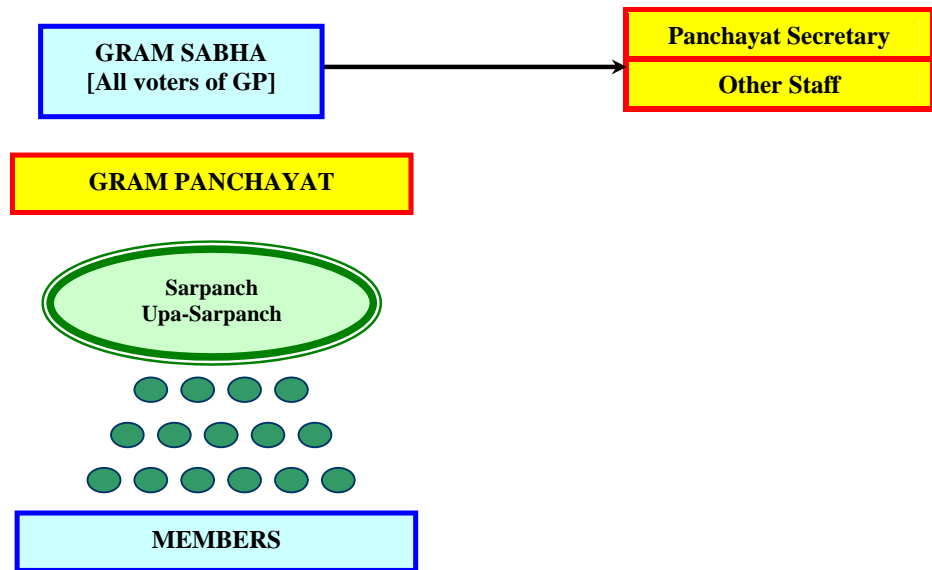 GRAM SABHA
[All voters of GP]
Panchayat Secretary
Other Staff
GRAM PANCHAYAT
Sarpanch
Upa-Sarpanch
MEMBERS